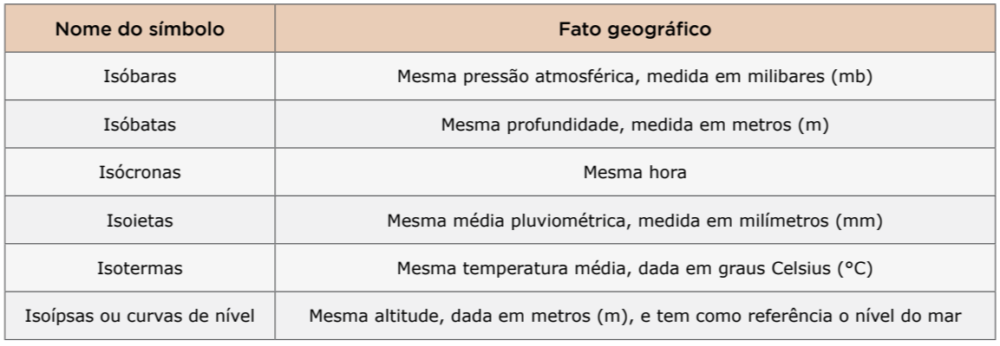 Nome do símbolo Fato geográfico
Isóbaras Mesma pressão atmosférica, medida em milibares (mb)
Isóbatas Mesma profundidade, medida em metros (m)
Isócronas Mesma hora
Isoietas Mesma média pluviométrica, medida em milímetros (mm)
Isotermas Mesma temperatura média, dada em graus Celsius (°C)
Isoípsas ou curvas de nível Mesma altitude, dada em metros (m), e tem como referência o nível do mar